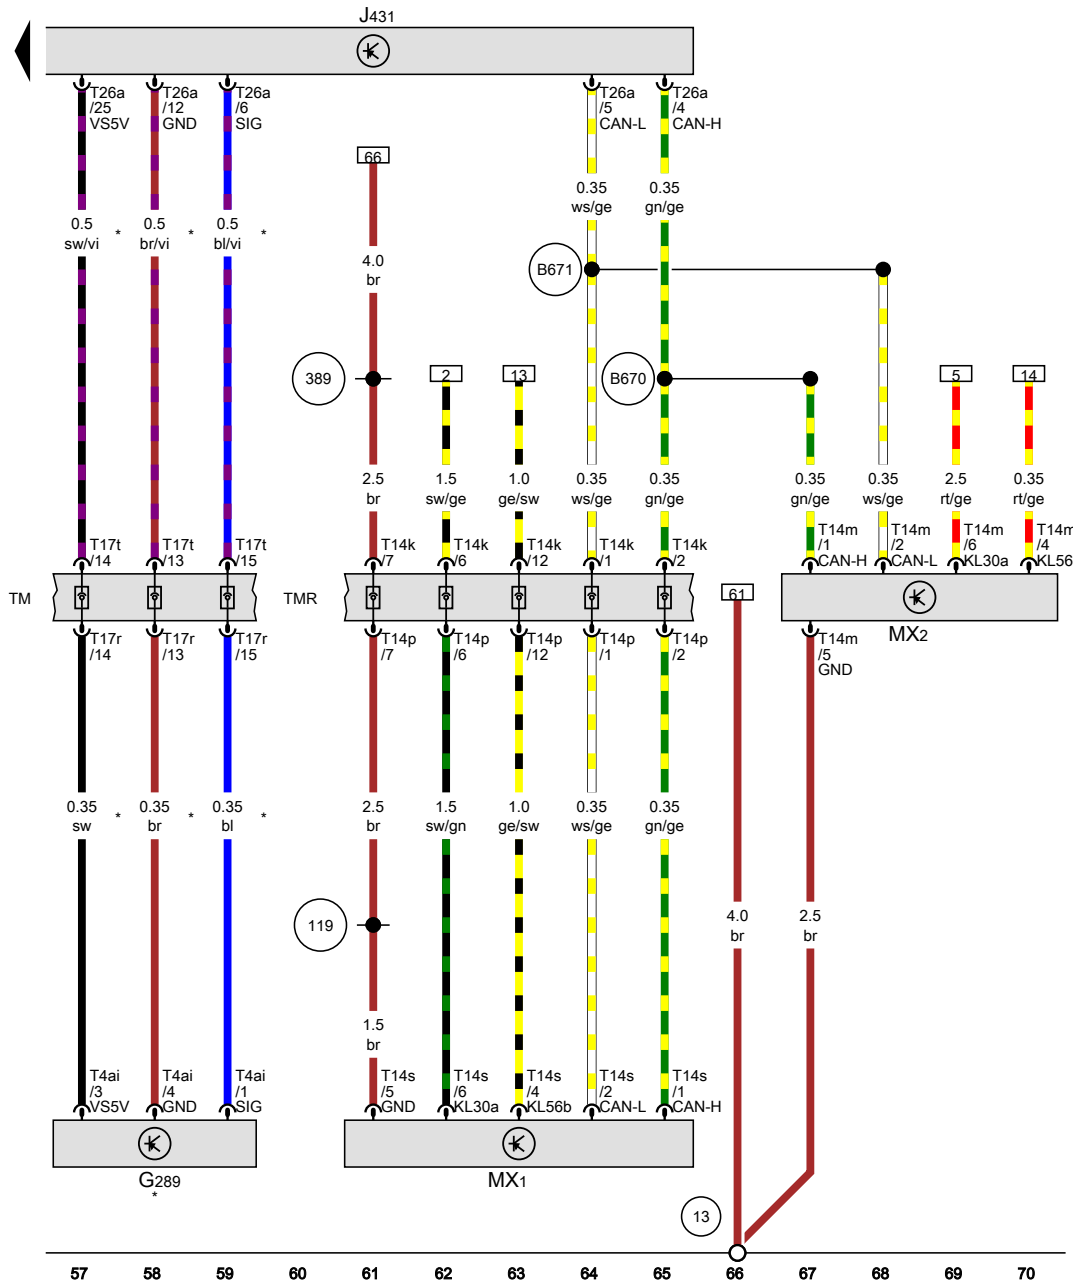 J431
T26a
/25
VS5V
T26a
/12
GND
T26a
/6
SIG
T26a
/5
CAN-L
T26a
/4
CAN-H
66
0.35
ws/ge
0.35
gn/ge
0.5
sw/vi
*
0.5
br/vi
*
0.5
bl/vi
*
4.0
br
B671
389
2
13
B670
5
14
2.5
br
1.5
sw/ge
1.0
ge/sw
0.35
ws/ge
0.35
gn/ge
0.35
gn/ge
0.35
ws/ge
2.5
rt/ge
0.35
rt/ge
T17t
/14
T17t
/13
T17t
/15
T14k
/7
T14k
/6
T14k
/12
T14k
/1
T14k
/2
T14m
/1
CAN-H
T14m
/2
CAN-L
T14m
/6
KL30a
T14m
/4
KL56
TM
TMR
61
MX2
T17r
/14
T17r
/13
T17r
/15
T14p
/7
T14p
/6
T14p
/12
T14p
/1
T14p
/2
T14m
/5
GND
0.35
sw
*
0.35
br
*
0.35
bl
*
2.5
br
1.5
sw/gn
1.0
ge/sw
0.35
ws/ge
0.35
gn/ge
119
4.0
br
2.5
br
1.5
br
T4ai
/3
VS5V
T4ai
/4
GND
T4ai
/1
SIG
T14s
/5
GND
T14s
/6
KL30a
T14s
/4
KL56b
T14s
/2
CAN-L
T14s
/1
CAN-H
G289
*
MX1
13
57 58 59 60 61 62 63 64 65 66 67 68 69 70